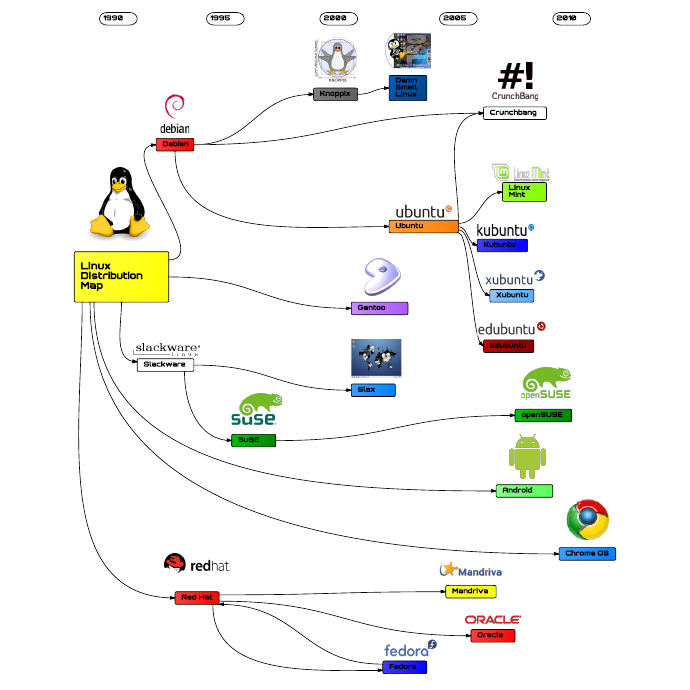 1990
1995
2000
2005
2010
KNOPPIX
Knoppix
Damn
Small
Linux
#!
CrunchBang
Crunchbang
debian
Debian
Linux Mint
Linux
Mint
ubuntu
Ubuntu
kubuntu
Kubuntu
Linux
Distribution
Map
xubuntu
Xubuntu
Gentoo
edubuntu
Edubuntu
slackware
linux
Slackware
Slax
openSUSE
openSUSE
SUSE
SuSE
Android
Chrome OS
redhat
Red Hat
Mandriva
Mandriva
ORACLE
Oracle
fedora
Fedora